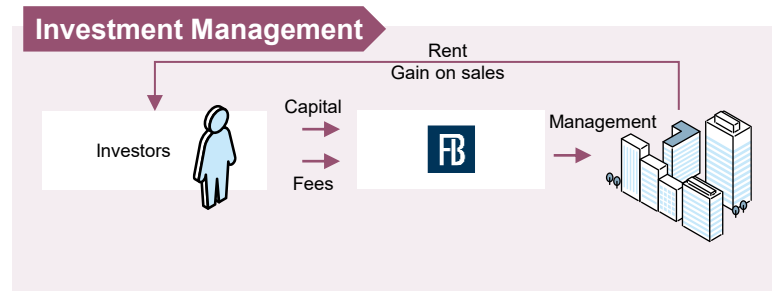 Investment Management
Rent
Gain on sales
Capital
Investors
Management
FB
Fees